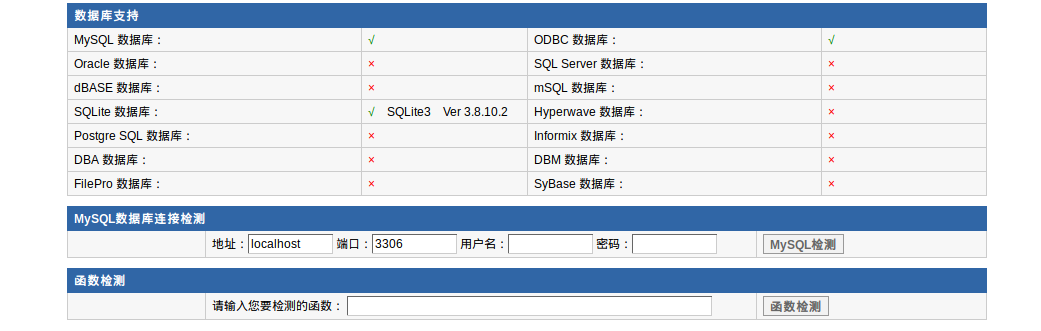 数据库支持
MySQL 数据库： √ ODBC 数据库： √
Oracle 数据库： × SQL Server 数据库： ×
dBASE 数据库： × mSQL 数据库： ×
SQLite 数据库： √ SQLite3 Ver 3.8.10.2 Hyperwave 数据库： ×
Postgre SQL 数据库： × Informix 数据库： ×
DBA 数据库： × DBM 数据库： ×
FilePro 数据库： × SyBase 数据库： ×
MySQL数据库连接检测
地址：localhost 端口：3306 用户名： 密码： MySQL检测
函数检测
请输入您要检测的函数： 函数检测